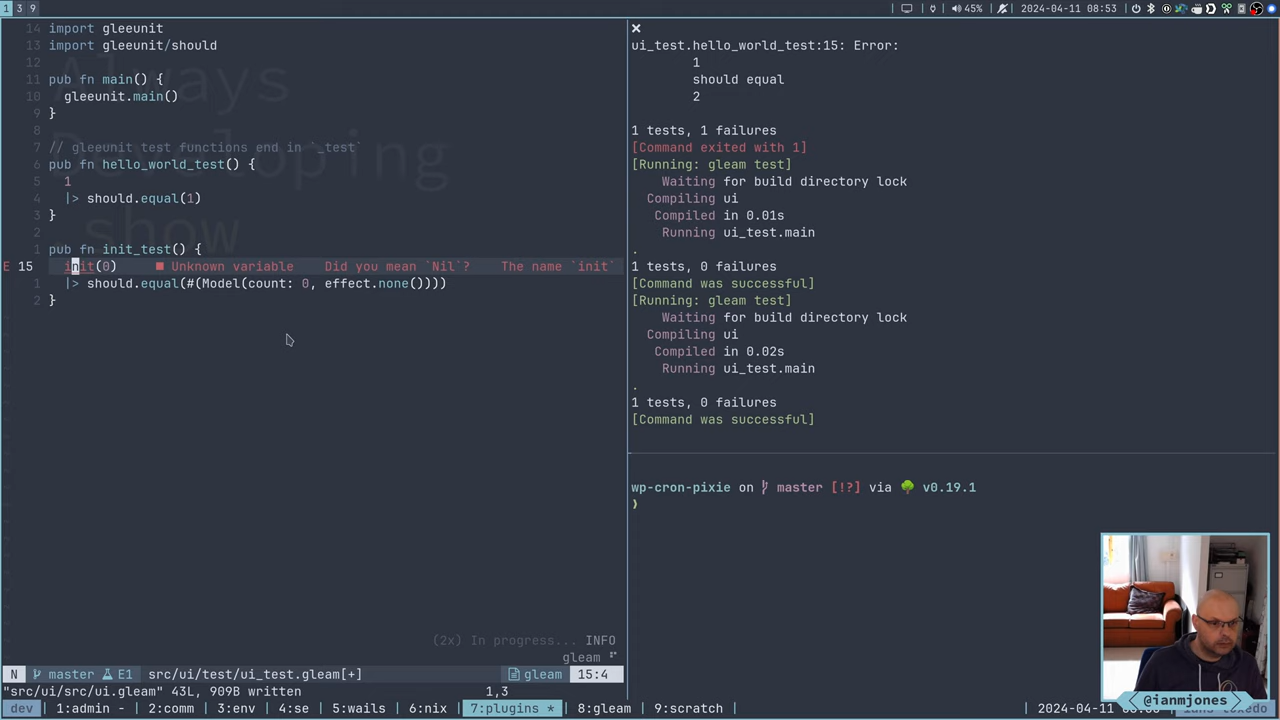 1 3 9
45% 2024-04-11 08:53
14 import gleeunit
13 import gleeunit/should
12
11 pub fn main() {
10 gleeunit.main()
9 }
8
7 // gleeunit test functions end in `_test`
6 pub fn hello_world_test() {
5 1
4 |> should.equal(1)
3 }
2
1 pub fn init_test() {
E 15 init(0) ■ Unknown variable Did you mean `Nil`? The name `init`
1 |> should.equal(#(Model(count: 0, effect.none())))
2 }
Always
Developing
show
(2x) In progress... INFO
gleam
N master E1 src/ui/test/ui_test.gleam[+] gleam 15:4
"src/ui/src/ui.gleam" 43L, 909B written 1,3
ui_test.hello_world_test:15: Error:
1
should equal
2
1 tests, 1 failures
[Command exited with 1]
[Running: gleam test]
Waiting for build directory lock
Compiling ui
Compiled in 0.01s
Running ui_test.main
.
1 tests, 0 failures
[Command was successful]
[Running: gleam test]
Waiting for build directory lock
Compiling ui
Compiled in 0.02s
Running ui_test.main
.
1 tests, 0 failures
[Command was successful]
wp-cron-pixie on master [!?] via v0.19.1
❯
@ianmjones
dev 1:admin - 2:comm 3:env 4:se 5:wails 6:nix 7:plugins * 8:gleam 9:scratch